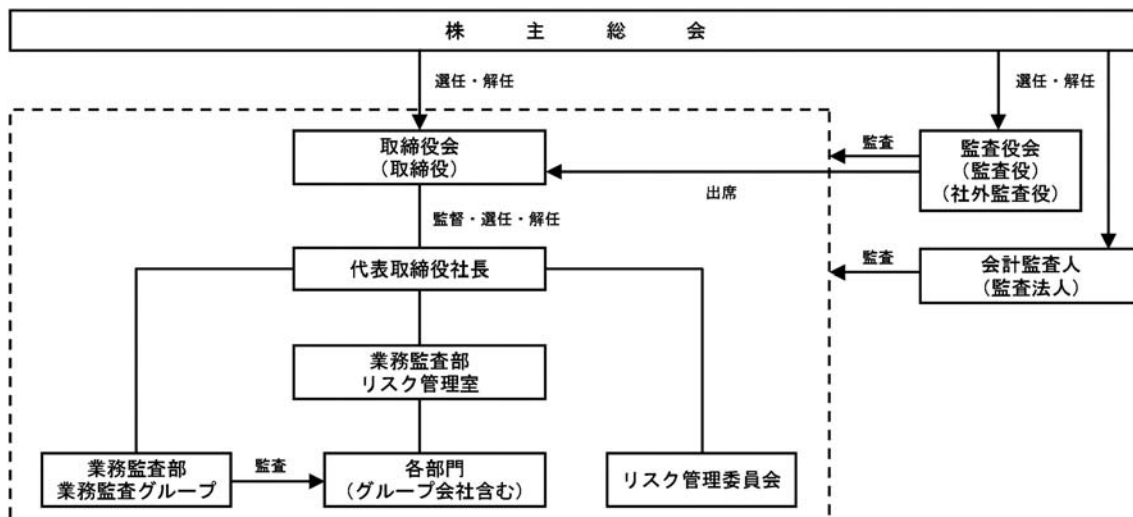 株主総会
選任・解任
選任・解任
取締役会
（取締役）
監査
出席
監査役会
（監査役）
（社外監査役）
監督・選任・解任
代表取締役社長
監査
会計監査人
（監査法人）
業務監査部
リスク管理室
業務監査部
業務監査グループ
監査
各部門
（グループ会社含む）
リスク管理委員会